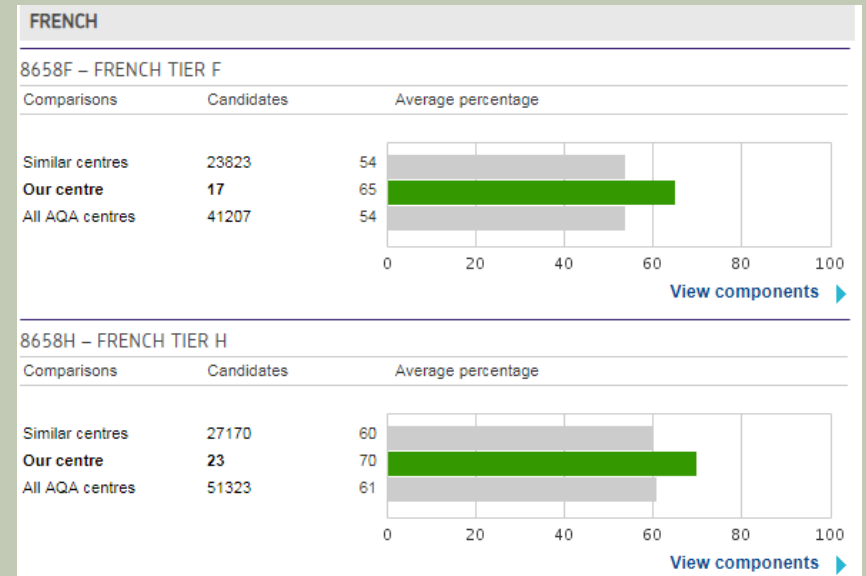 FRENCH
8658F – FRENCH TIER F
Comparisons Candidates Average percentage
Similar centres 23823 54
Our centre 17 65
All AQA centres 41207 54
0 20 40 60 80 100
View components
8658H – FRENCH TIER H
Comparisons Candidates Average percentage
Similar centres 27170 60
Our centre 23 70
All AQA centres 51323 61
0 20 40 60 80 100
View components